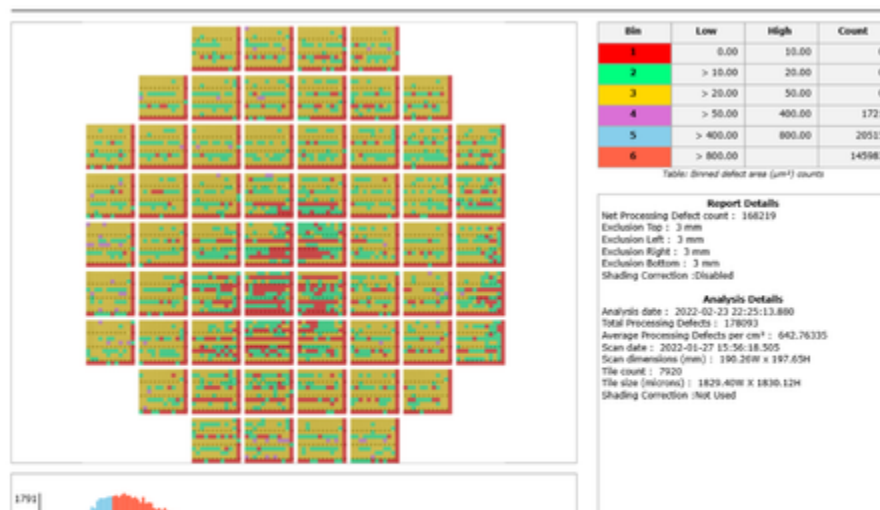 Bin Low High Count
1 0.00 10.00
2 > 10.00 20.00
3 > 20.00 50.00
4 > 50.00 400.00 172
5 > 400.00 800.00 2051
6 > 800.00 14598
Table: Binned defect area (µm²) counts
Report Details
Net Processing Defect count : 168219
Exclusion Top : 3 mm
Exclusion Left : 3 mm
Exclusion Right : 3 mm
Exclusion Bottom : 3 mm
Shading Correction :Disabled
Analysis Details
Analysis date : 2022-02-23 22:25:13.880
Total Processing Defects : 178093
Average Processing Defects per cm² : 642.76335
Scan date : 2022-01-27 15:56:18.505
Scan dimensions (mm) : 190.26W x 197.65H
Tile count : 7920
Tile size (microns) : 1829.40W X 1830.12H
Shading Correction :Not Used
1791